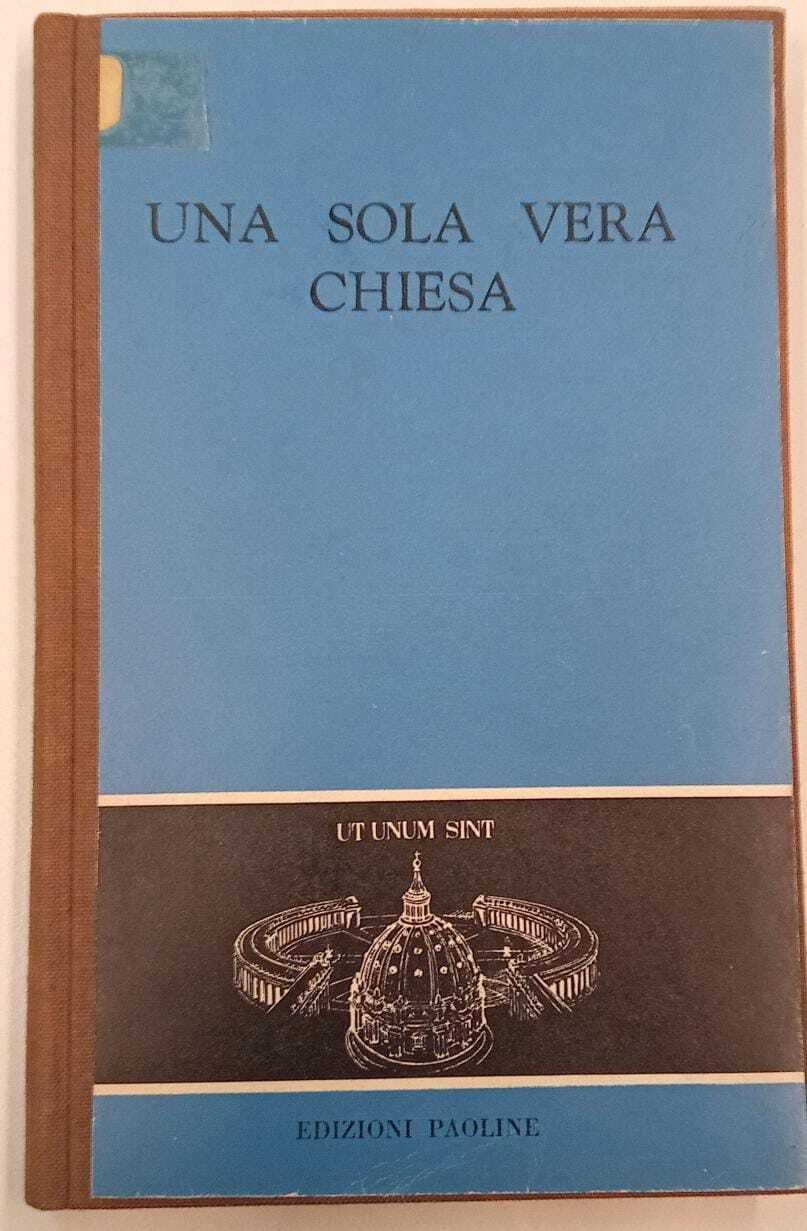 UNA SOLA VERA
CHIESA
UT UNUM SINT
EDIZIONI PAOLINE